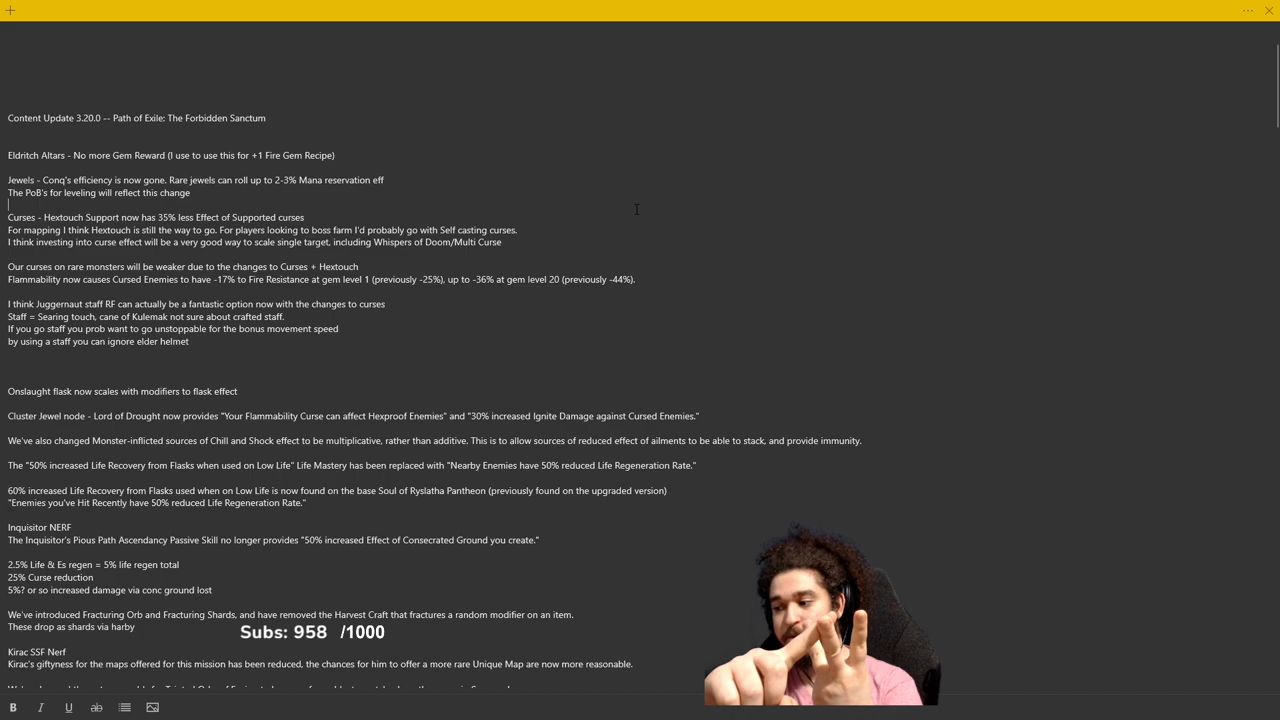 Content Update 3.20.0 -- Path of Exile: The Forbidden Sanctum
Eldritch Altars - No more Gem Reward (I use to use this for +1 Fire Gem Recipe)
Jewels - Conq's efficiency is now gone. Rare jewels can roll up to 2-3% Mana reservation eff
The PoB's for leveling will reflect this change
Curses - Hextouch Support now has 35% less Effect of Supported curses
For mapping I think Hextouch is still the way to go. For players looking to boss farm I'd probably go with Self casting curses.
I think investing into curse effect will be a very good way to scale single target, including Whispers of Doom/Multi Curse
Our curses on rare monsters will be weaker due to the changes to Curses + Hextouch
Flammability now causes Cursed Enemies to have -17% to Fire Resistance at gem level 1 (previously -25%), up to -36% at gem level 20 (previously -44%).
I think Juggernaut staff RF can actually be a fantastic option now with the changes to curses
Staff = Searing touch, cane of Kulemak not sure about crafted staff.
If you go staff you prob want to go unstoppable for the bonus movement speed
by using a staff you can ignore elder helmet
Onslaught flask now scales with modifiers to flask effect
Cluster Jewel node - Lord of Drought now provides "Your Flammability Curse can affect Hexproof Enemies" and "30% increased Ignite Damage against Cursed Enemies."
We've also changed Monster-inflicted sources of Chill and Shock effect to be multiplicative, rather than additive. This is to allow sources of reduced effect of ailments to be able to stack, and provide immunity.
The "50% increased Life Recovery from Flasks when used on Low Life" Life Mastery has been replaced with "Nearby Enemies have 50% reduced Life Regeneration Rate."
60% increased Life Recovery from Flasks used when on Low Life is now found on the base Soul of Ryslatha Pantheon (previously found on the upgraded version)
"Enemies you've Hit Recently have 50% reduced Life Regeneration Rate."
Inquisitor NERF
The Inquisitor's Pious Path Ascendancy Passive Skill no longer provides "50% increased Effect of Consecrated Ground you create."
2.5% Life & Es regen = 5% life regen total
25% Curse reduction
5%? or so increased damage via conc ground lost
We've introduced Fracturing Orb and Fracturing Shards, and have removed the Harvest Craft that fractures a random modifier on an item.
These drop as shards via harby
Subs: 958 /1000
Kirac SSF Nerf
Kirac's giftyness for the maps offered for this mission has been reduced, the chances for him to offer a more rare Unique Map are now more reasonable.
B I U ab